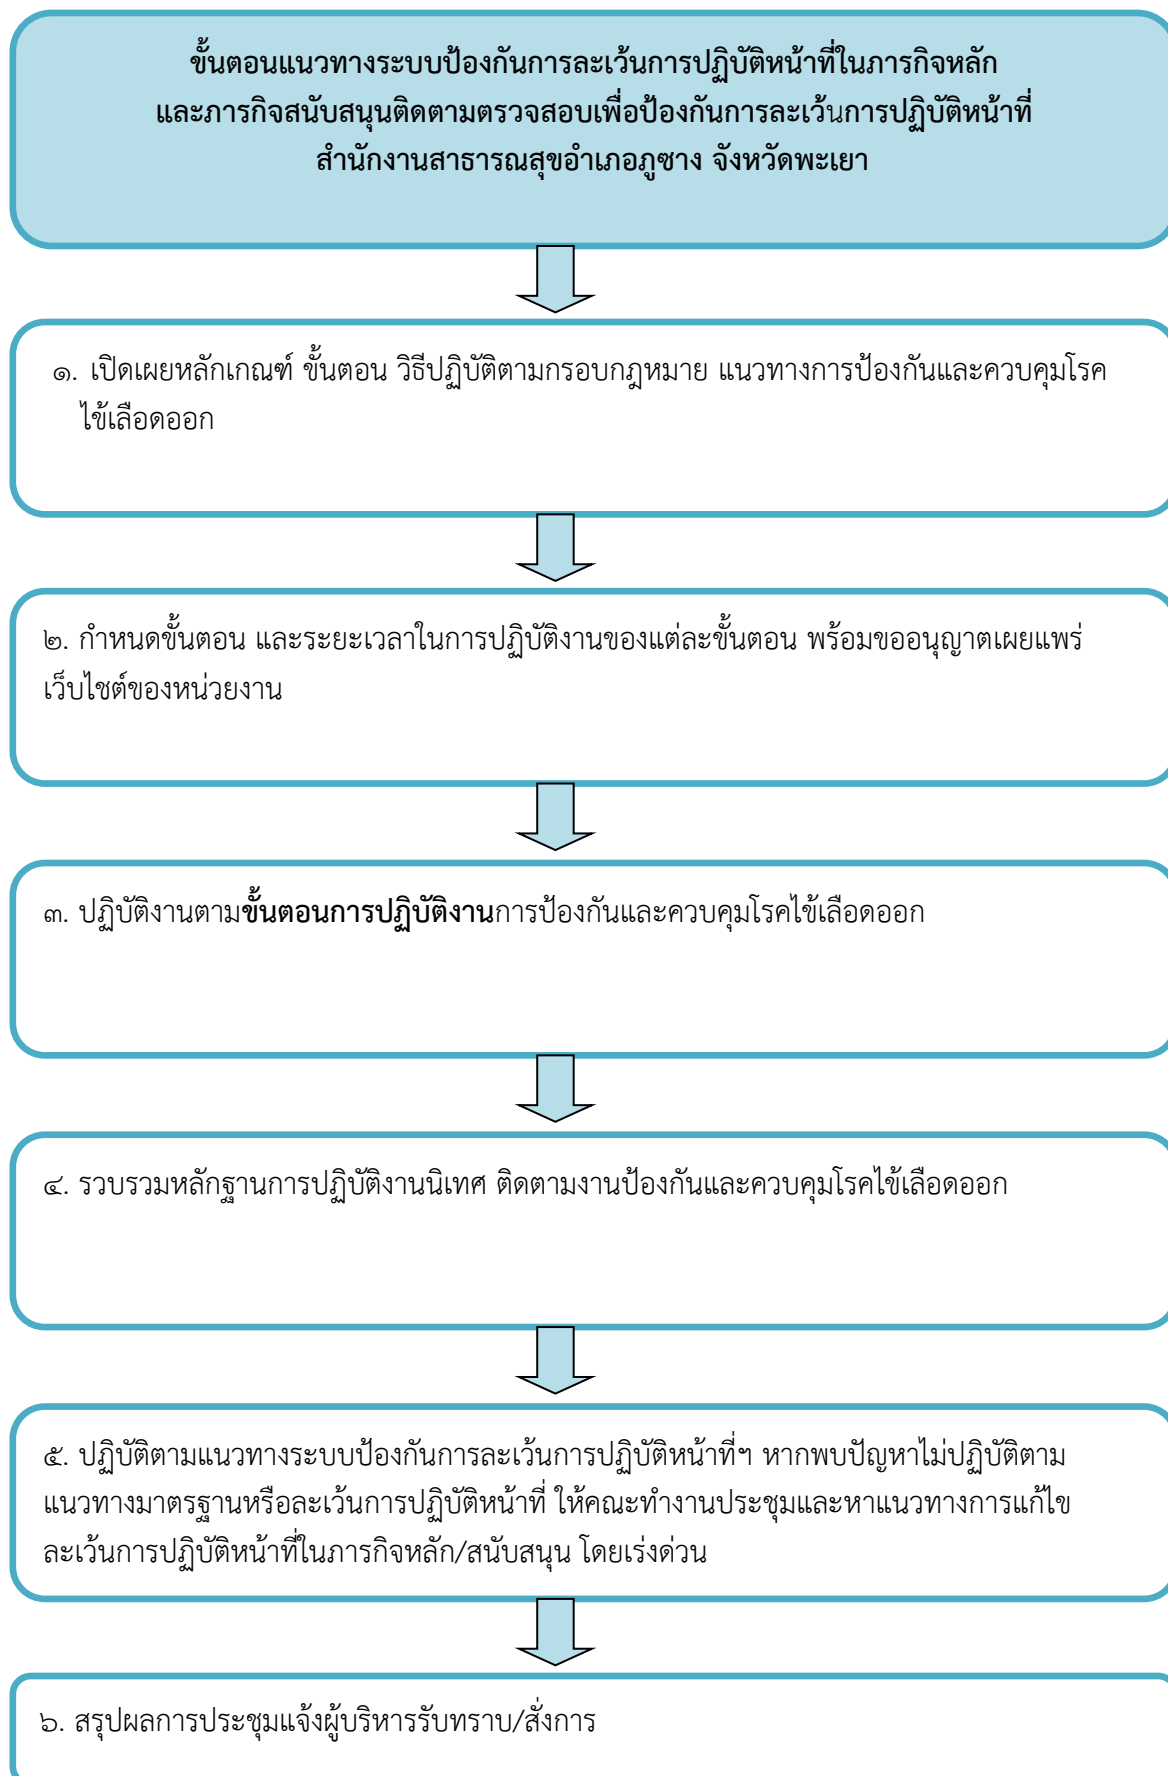 ขั้นตอนแนวทางระบบป้องกันการละเว้นการปฏิบัติหน้าที่ในภารกิจหลัก
และภารกิจสนับสนุนติดตามตรวจสอบเพื่อป้องกันการละเว้นการปฏิบัติหน้าที่
สำนักงานสาธารณสุขอำเภอภูซาง จังหวัดพะเยา
๑. เปิดเผยหลักเกณฑ์ ขั้นตอน วิธีปฏิบัติตามกรอบกฎหมาย แนวทางการป้องกันและควบคุมโรค
ไข้เลือดออก
๒. กำหนดขั้นตอน และระยะเวลาในการปฏิบัติงานของแต่ละขั้นตอน พร้อมขออนุญาตเผยแพร่
เว็บไซต์ของหน่วยงาน
๓. ปฏิบัติงานตามขั้นตอนการปฏิบัติงานการป้องกันและควบคุมโรคไข้เลือดออก
๔. รวบรวมหลักฐานการปฏิบัติงานนิเทศ ติดตามงานป้องกันและควบคุมโรคไข้เลือดออก
๕. ปฏิบัติตามแนวทางระบบป้องกันการละเว้นการปฏิบัติหน้าที่ฯ หากพบปัญหาไม่ปฏิบัติตาม
แนวทางมาตรฐานหรือละเว้นการปฏิบัติหน้าที่ ให้คณะทำงานประชุมและหาแนวทางการแก้ไข
ละเว้นการปฏิบัติหน้าที่ในภารกิจหลัก/สนับสนุน โดยเร่งด่วน
๖. สรุปผลการประชุมแจ้งผู้บริหารรับทราบ/สั่งการ